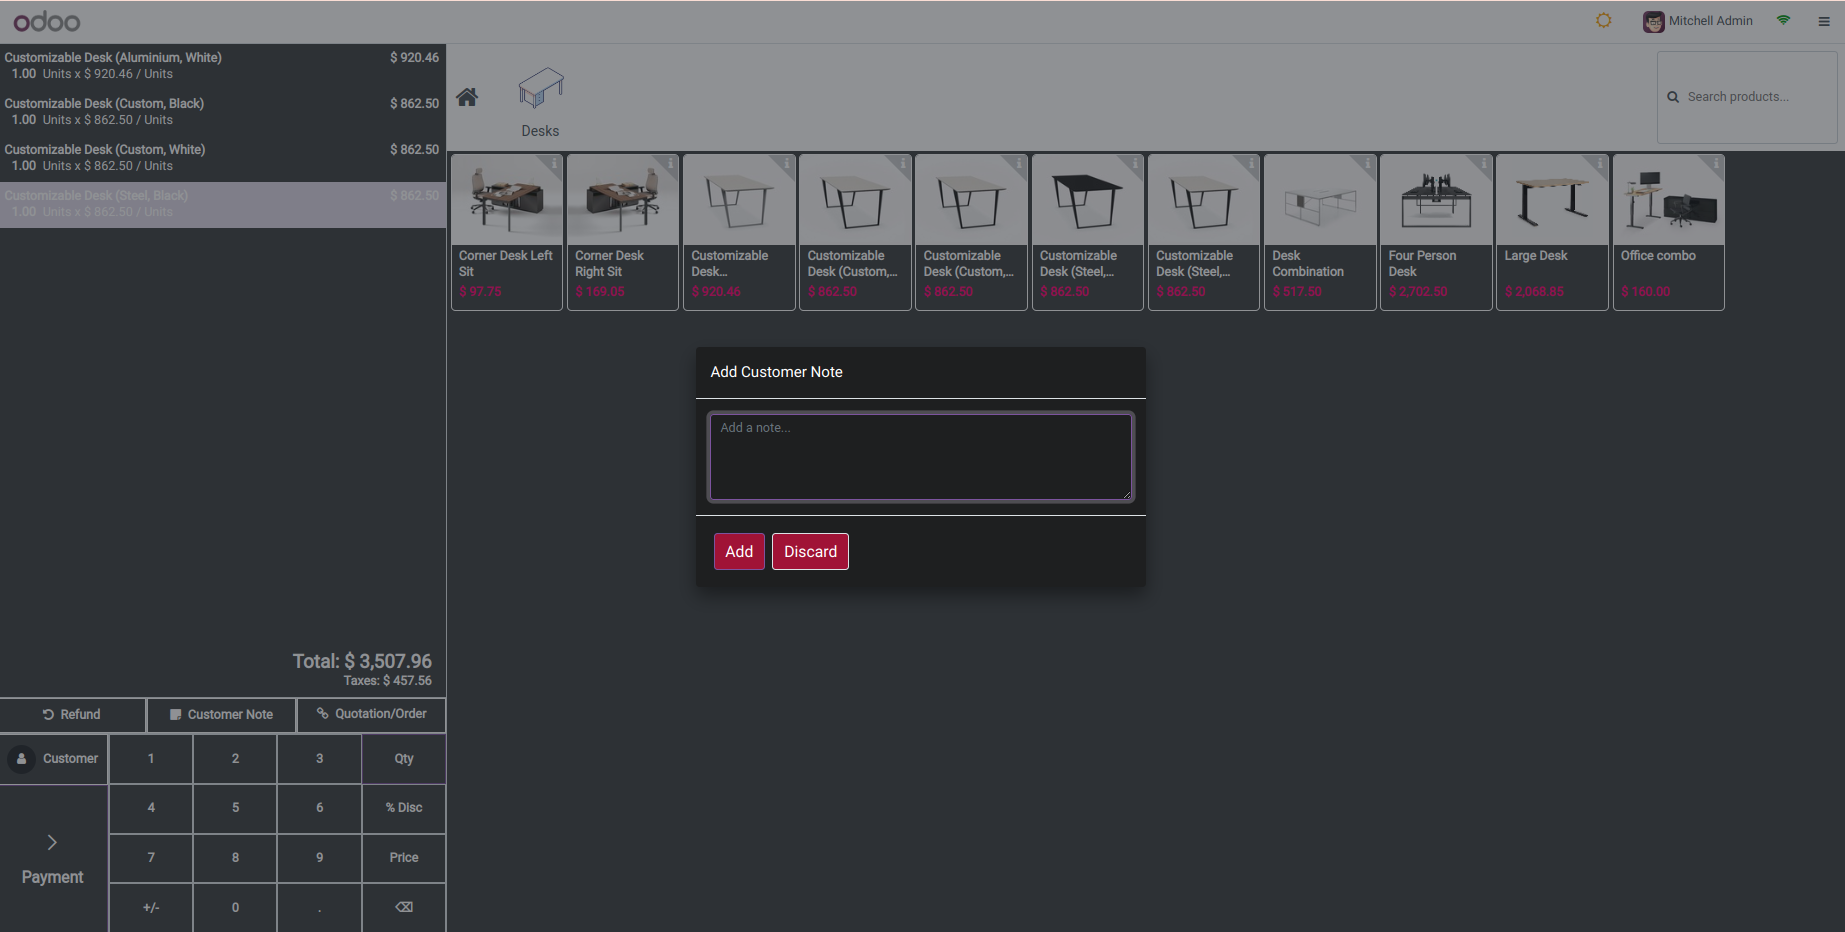 odoo
Mitchell Admin
Customizable Desk (Aluminium, White) $ 920.46
1.00 Units x $ 920.46 / Units
Customizable Desk (Custom, Black) $ 862.50
1.00 Units x $ 862.50 / Units
Customizable Desk (Custom, White) $ 862.50
1.00 Units x $ 862.50 / Units
Customizable Desk (Steel, Black) $ 862.50
1.00 Units x $ 862.50 / Units
Desks
Search products...
Corner Desk Left
Sit
$ 97.75
Corner Desk
Right Sit
$ 169.05
Customizable
Desk...
$ 920.46
Customizable
Desk (Custom,...
$ 862.50
Customizable
Desk (Custom,...
$ 862.50
Customizable
Desk (Steel,...
$ 862.50
Customizable
Desk (Steel,...
$ 862.50
Desk
Combination
$ 517.50
Four Person
Desk
$ 2,702.50
Large Desk
$ 2,068.85
Office combo
$ 160.00
Add Customer Note
Add a note...
Add Discard
Total: $ 3,507.96
Taxes: $ 457.56
Refund Customer Note Quotation/Order
Customer 1 2 3 Qty
4 5 6 % Disc
7 8 9 Price
Payment
+/- 0 .